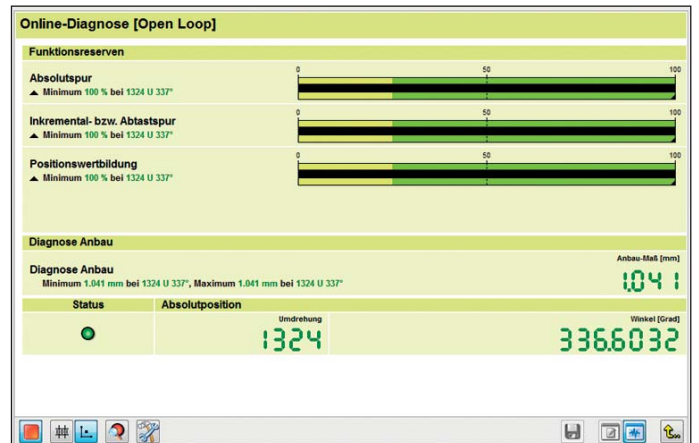 Online-Diagnose [Open Loop]
Funktionsreserven
Absolutspur
Minimum 100 % bei 1324 U 337°
0 50 100
Inkremental- bzw. Abtastspur
Minimum 100 % bei 1324 U 337°
0 50 100
Positionswertbildung
Minimum 100 % bei 1324 U 337°
0 50 100
Diagnose Anbau
Diagnose Anbau
Minimum 1.041 mm bei 1324 U 337°, Maximum 1.041 mm bei 1324 U 337°
Anbau-Maß [mm]
1.041
Status Absolutposition
Umdrehung
1324
Winkel [Grad]
336.6032